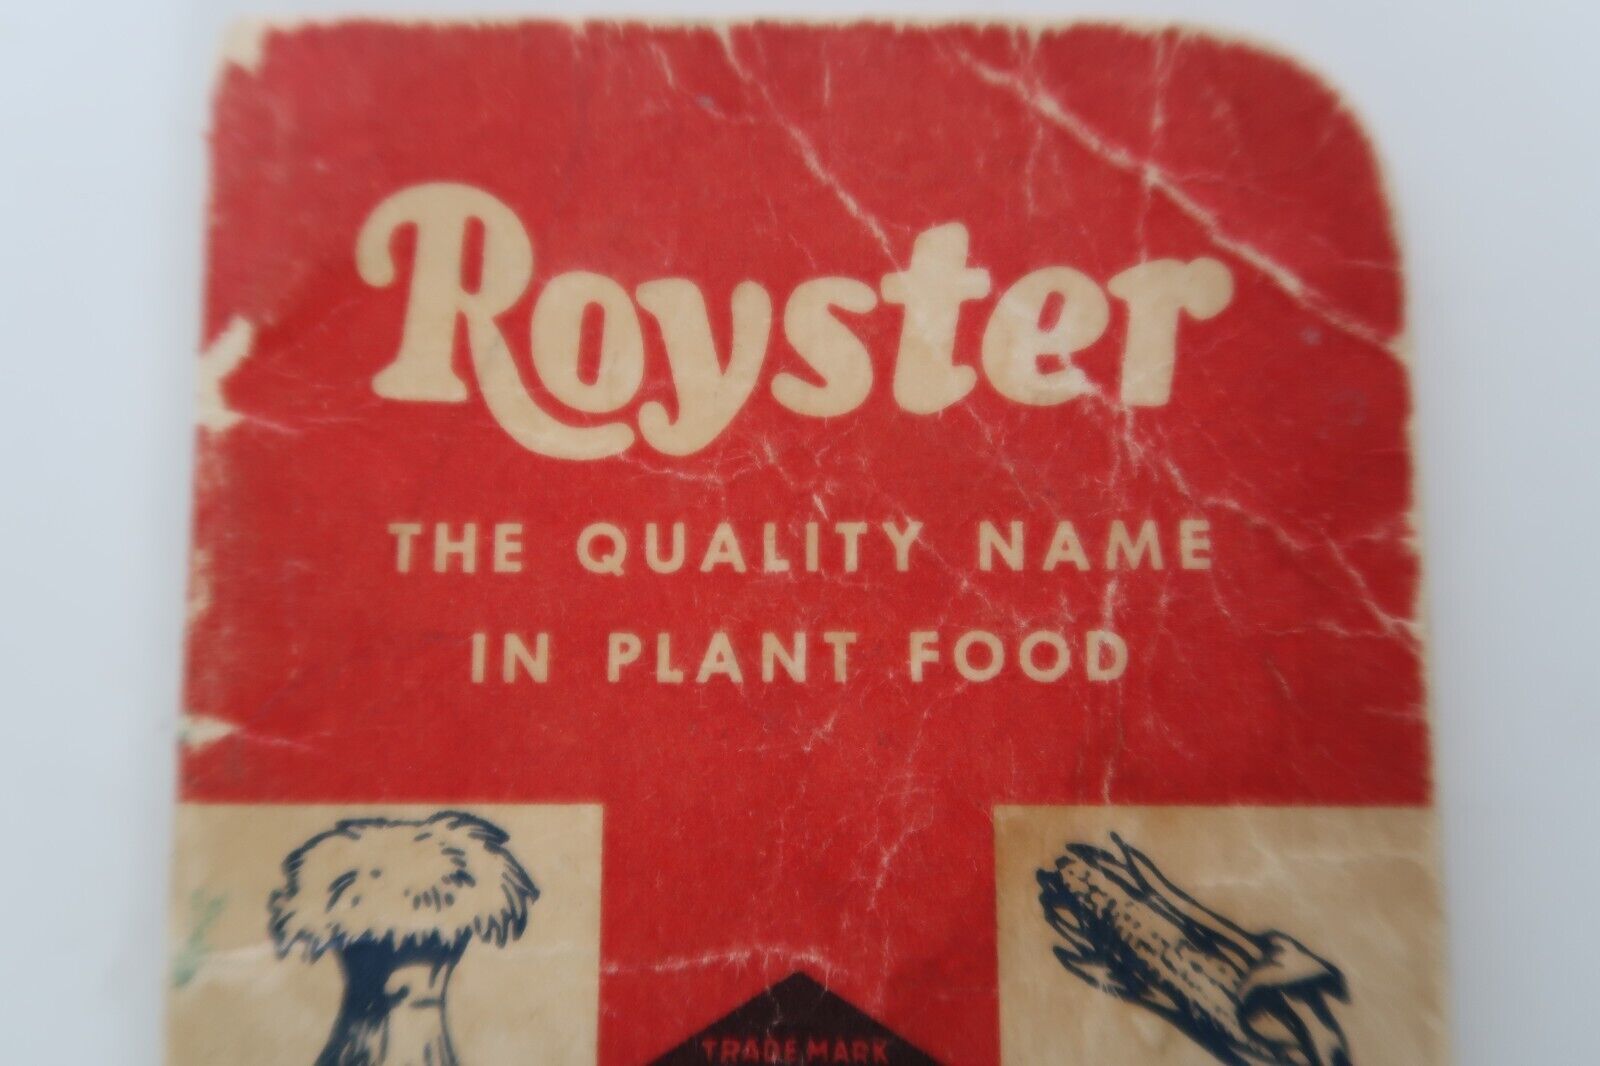 Royster
THE QUALITY NAME
IN PLANT FOOD
TRADE MARK